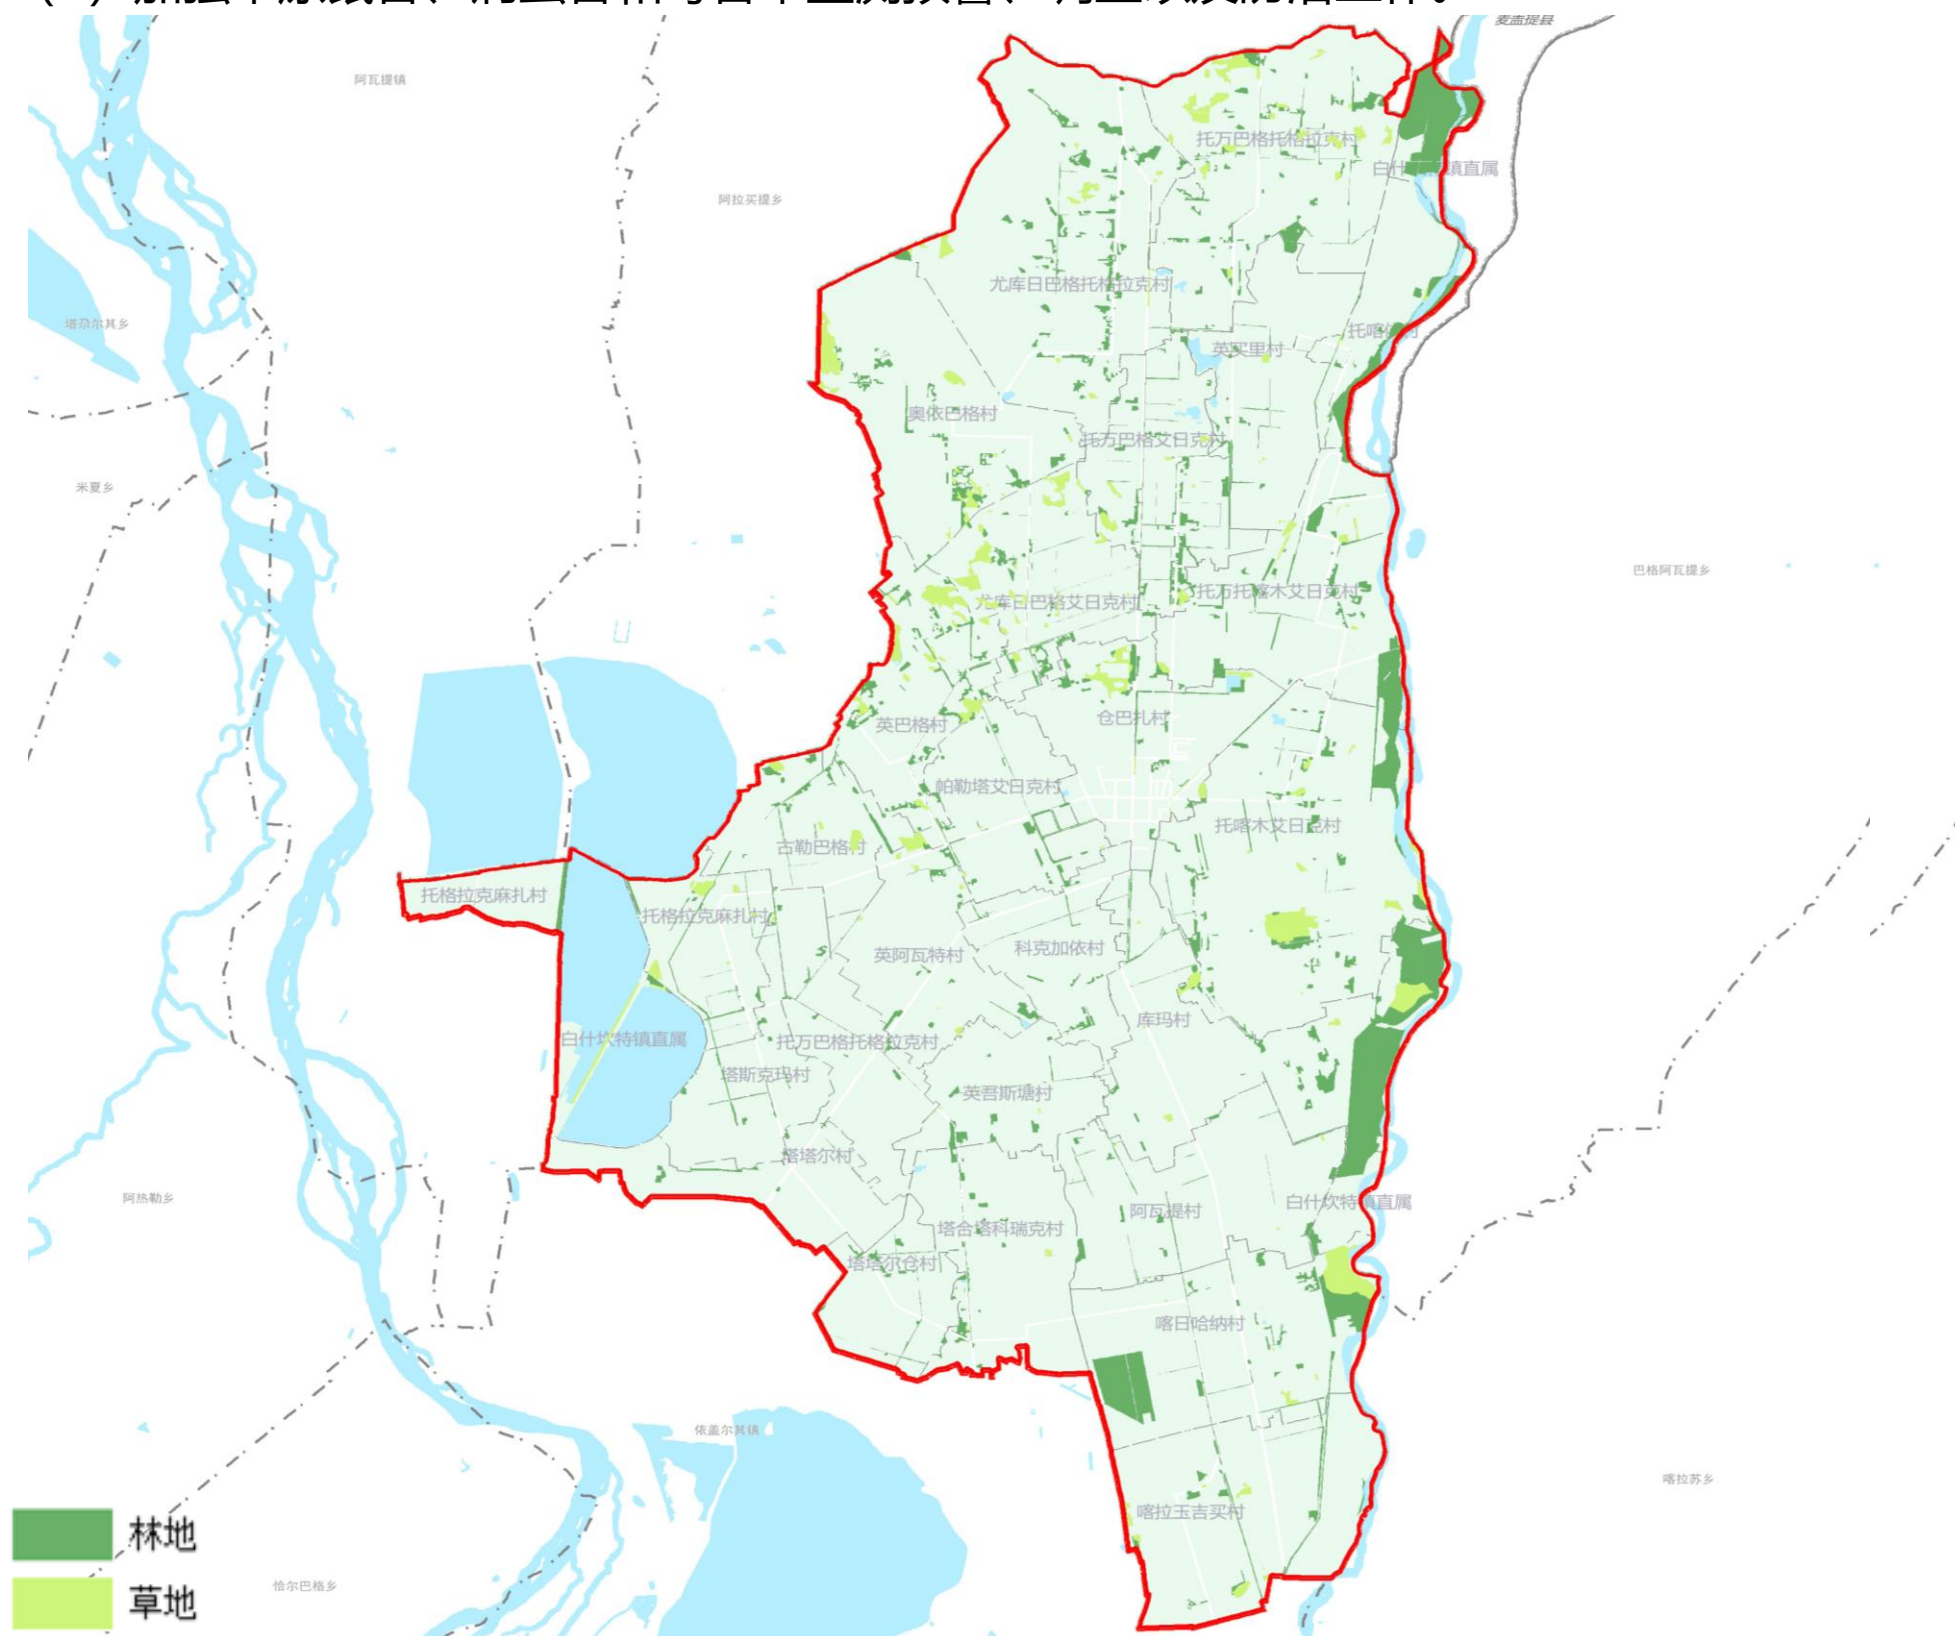 麦盖提县
阿瓦提镇
托万巴格托格拉克村
白什坎特镇直属
阿拉买提乡
尤库日巴格托格拉克村
塔尕尔其乡
托喀依村
英买里村
奥依巴格村
托万巴格艾日克村
米夏乡
巴格阿瓦提乡
托万托喀木艾日克村
尤库日巴格艾日克村
仓巴扎村
英巴格村
帕勒塔艾日克村
托喀木艾日克村
古勒巴格村
托格拉克麻扎村
托格拉克麻扎村
科克加依村
英阿瓦特村
库玛村
白什坎特镇直属
托万巴格托格拉克村
塔斯克玛村
英吾斯塘村
塔塔尔村
阿热勒乡
白什坎特镇直属
阿瓦提村
塔合塔科瑞克村
塔塔尔仓村
喀日哈纳村
依盖尔其镇
喀拉苏乡
喀拉玉吉买村
林地
恰尔巴格乡
草地